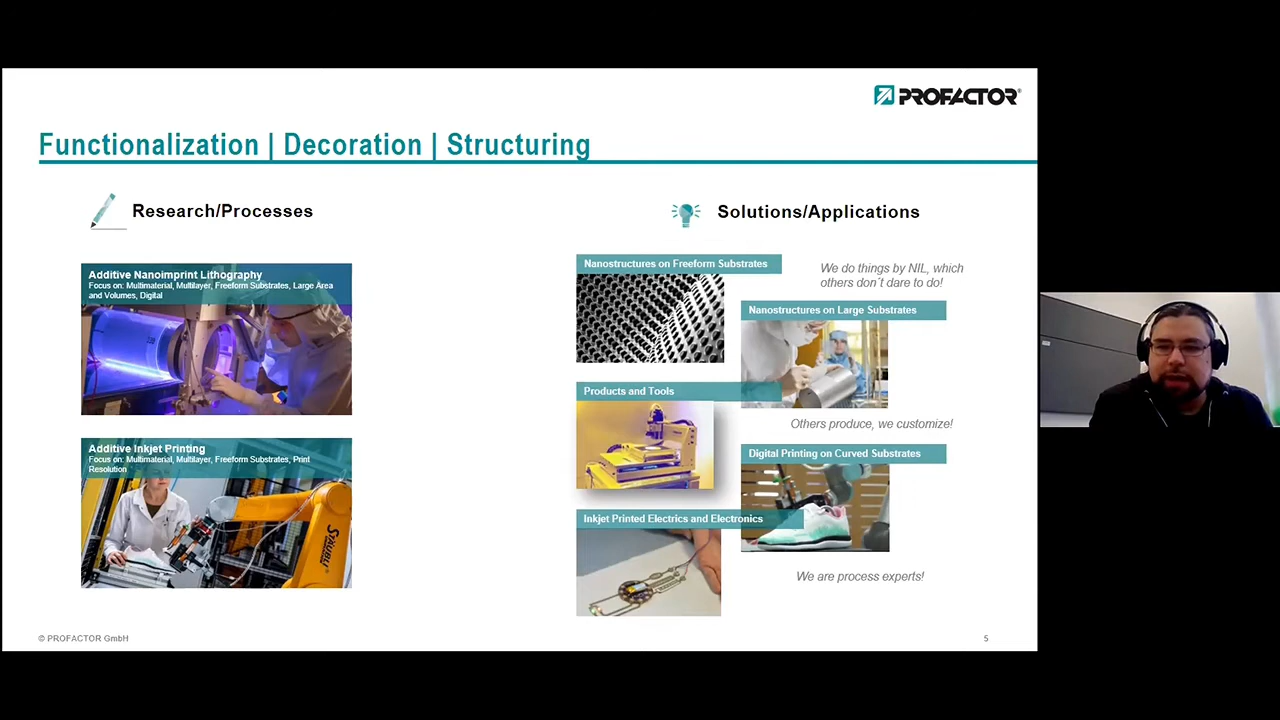 PROFACTOR®
Functionalization | Decoration | Structuring
Research/Processes
Additive Nanoimprint Lithography
Focus on: Multimaterial, Multilayer, Freeform Substrates, Large Area
and Volumes, Digital
Additive Inkjet Printing
Focus on: Multimaterial, Multilayer, Freeform Substrates, Print
Resolution
STÄUBLI
Solutions/Applications
Nanostructures on Freeform Substrates
We do things by NIL, which
others don´t dare to do!
Nanostructures on Large Substrates
Products and Tools
Others produce, we customize!
Digital Printing on Curved Substrates
Inkjet Printed Electrics and Electronics
We are process experts!
© PROFACTOR GmbH
5